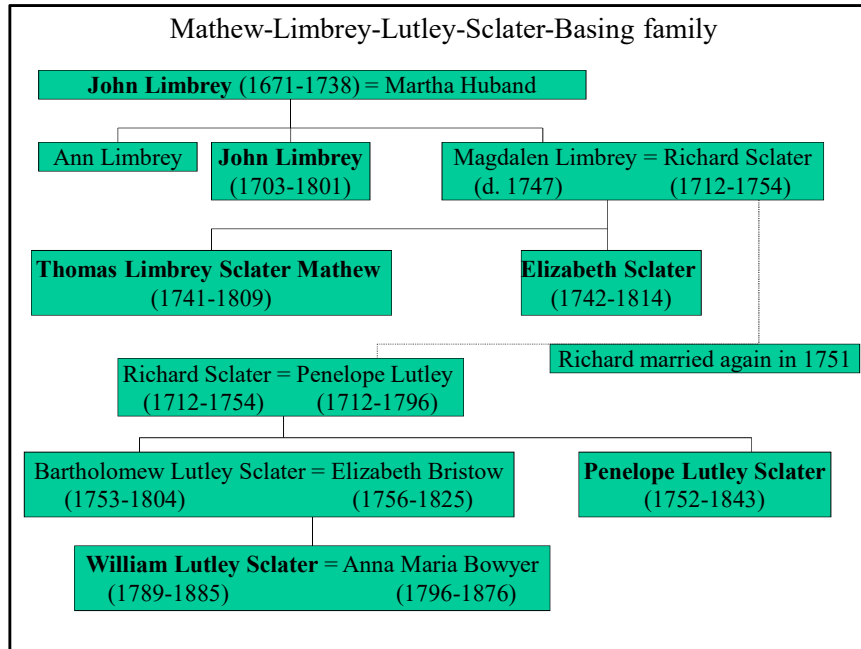 Mathew-Limbrey-Lutley-Sclater-Basing family
John Limbrey (1671-1738) = Martha Huband
Ann Limbrey
John Limbrey
(1703-1801)
Magdalen Limbrey = Richard Sclater
(d. 1747) (1712-1754)
Thomas Limbrey Sclater Mathew
(1741-1809)
Elizabeth Sclater
(1742-1814)
Richard married again in 1751
Richard Sclater = Penelope Lutley
(1712-1754) (1712-1796)
Bartholomew Lutley Sclater = Elizabeth Bristow
(1753-1804) (1756-1825)
Penelope Lutley Sclater
(1752-1843)
William Lutley Sclater = Anna Maria Bowyer
(1789-1885) (1796-1876)